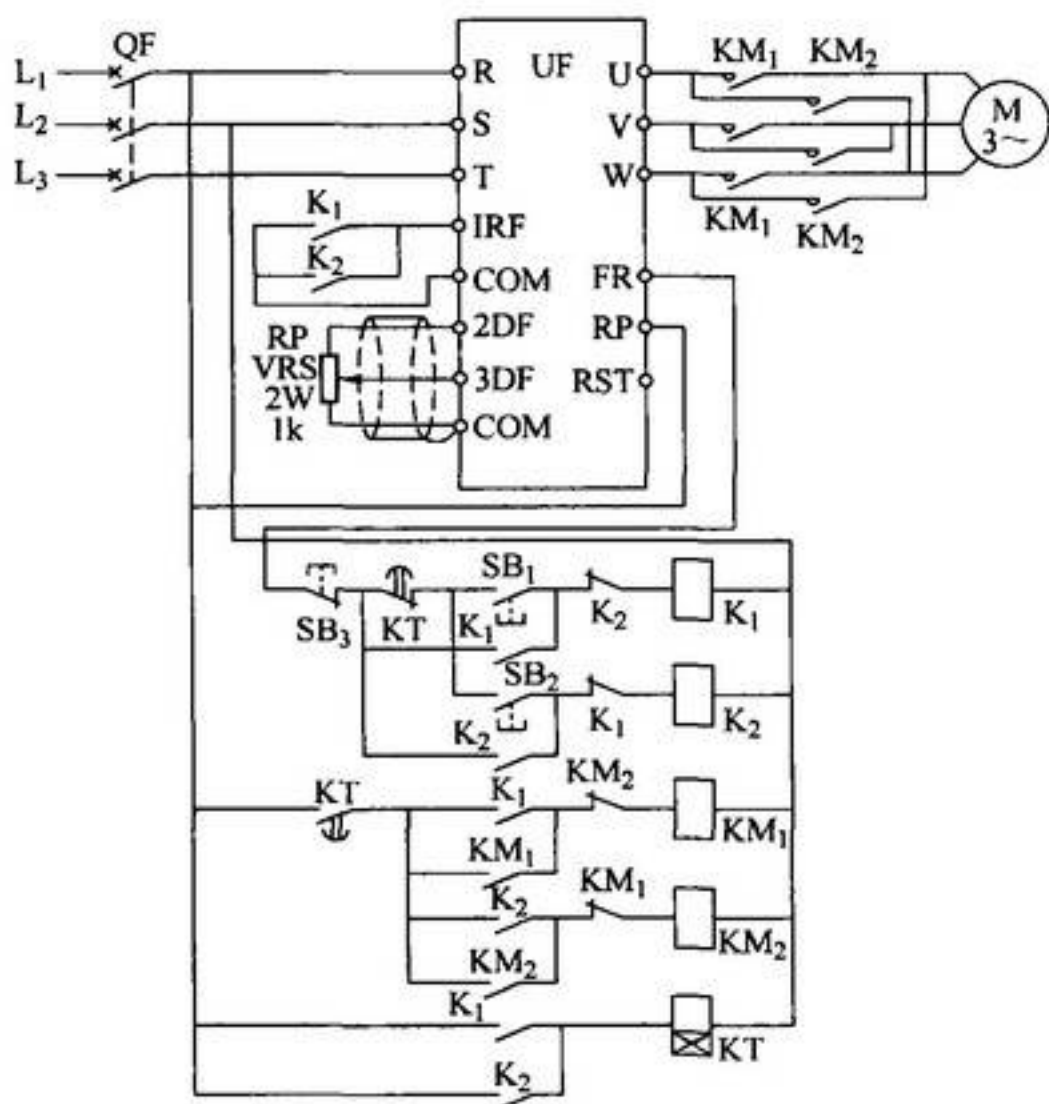 QF
L₁
L₂
L₃
R
S
T
IRF
COM
2DF
3DF
COM
UF
U
V
W
FR
RP
RST
KM₁
KM₂
KM₁
KM₂
M
3~
K₁
K₂
RP
VRS
2W
1k
SB₃
KT
SB₁
K₁
K₂
K₁
SB₂
K₂
K₁
K₂
KT
K₁
KM₂
KM₁
KM₁
K₂
KM₁
KM₂
KM₂
K₁
K₂
KT